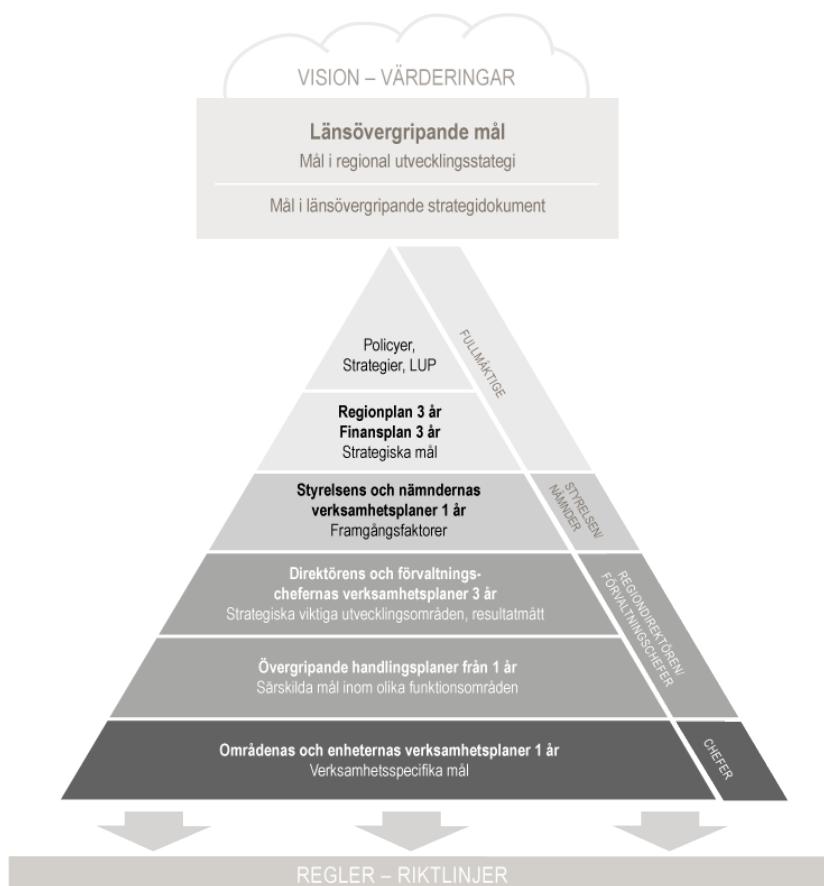 VISION – VÄRDERINGAR
Länsövergripande mål
Mål i regional utvecklingsstategi
Mål i länsövergripande strategidokument
Policyer,
Strategier, LUP
FULLMÄKTIGE
Regionplan 3 år
Finansplan 3 år
Strategiska mål
Styrelsens och nämndernas
verksamhetsplaner 1 år
Framgångsfaktorer
STYRELSEN/
NÄMNDER
Direktörens och förvaltnings-
chefernas verksamhetsplaner 3 år
Strategiska viktiga utvecklingsområden, resultatmått
REGIONDIREKTÖREN/
FÖRVALTNINGSCHEFER
Övergripande handlingsplaner från 1 år
Särskilda mål inom olika funktionsområden
Områdenas och enheternas verksamhetsplaner 1 år
Verksamhetsspecifika mål
CHEFER
REGLER – RIKTLINJER